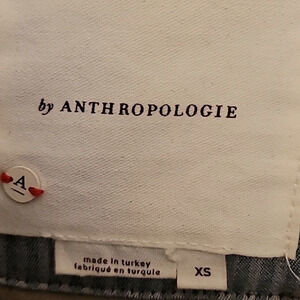 by ANTHROPOLOGIE
A
made in turkey
fabriqué en turquie
XS